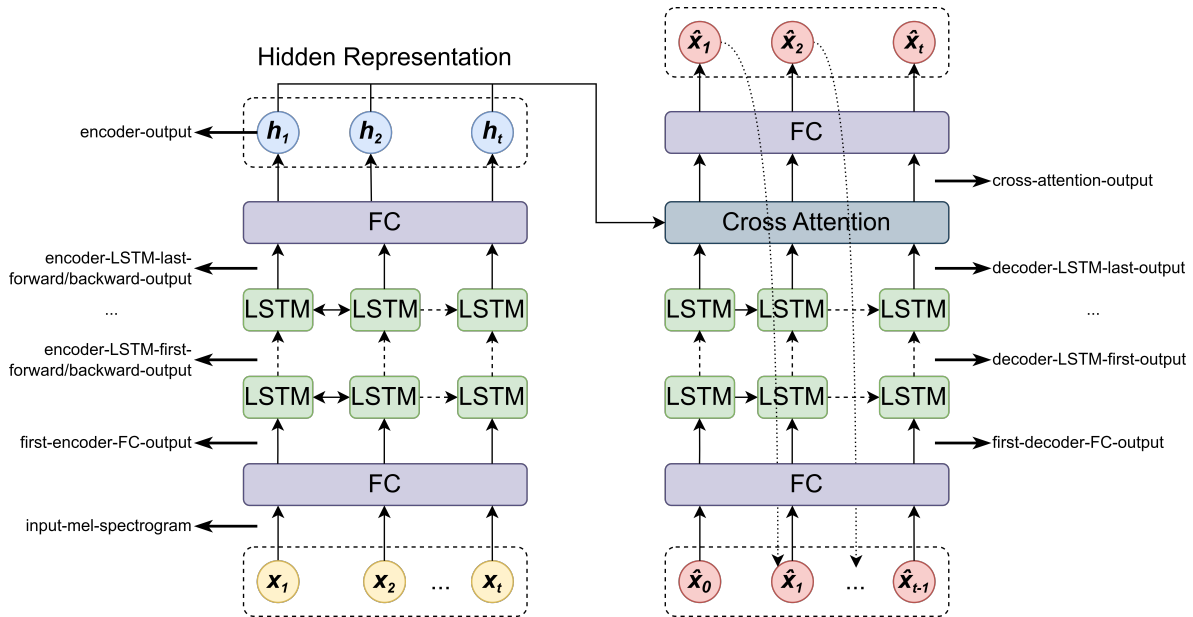 Hidden Representation
encoder-output
h1 h2 ht
FC
encoder-LSTM-last-
forward/backward-output
LSTM LSTM LSTM
...
encoder-LSTM-first-
forward/backward-output
LSTM LSTM LSTM
first-encoder-FC-output
FC
input-mel-spectrogram
x1 x2 ... xt
x̂1 x̂2 x̂t
FC
cross-attention-output
Cross Attention
decoder-LSTM-last-output
LSTM LSTM LSTM
...
decoder-LSTM-first-output
LSTM LSTM LSTM
first-decoder-FC-output
FC
x̂0 x̂1 ... x̂t-1